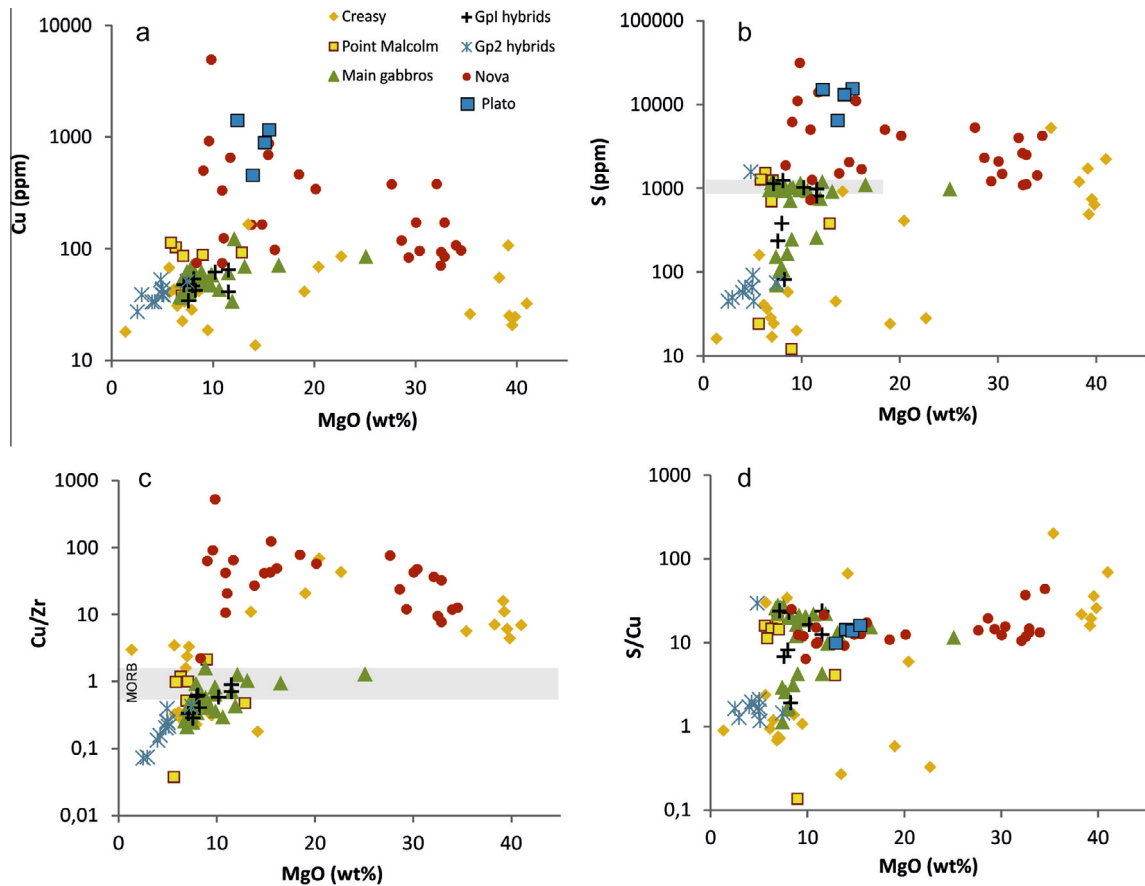 a
Creasy
Point Malcolm
Main gabbros
Gpl hybrids
Gp2 hybrids
Nova
Plato
10000
1000
100
10
Cu (ppm)
0 10 20 30 40
MgO (wt%)
b
100000
10000
1000
100
10
S (ppm)
0 10 20 30 40
MgO (wt%)
c
1000
100
10
1
0,1
0,01
Cu/Zr
MORB
0 10 20 30 40
MgO (wt%)
d
1000
100
10
1
0,1
S/Cu
0 10 20 30 40
MgO (wt%)